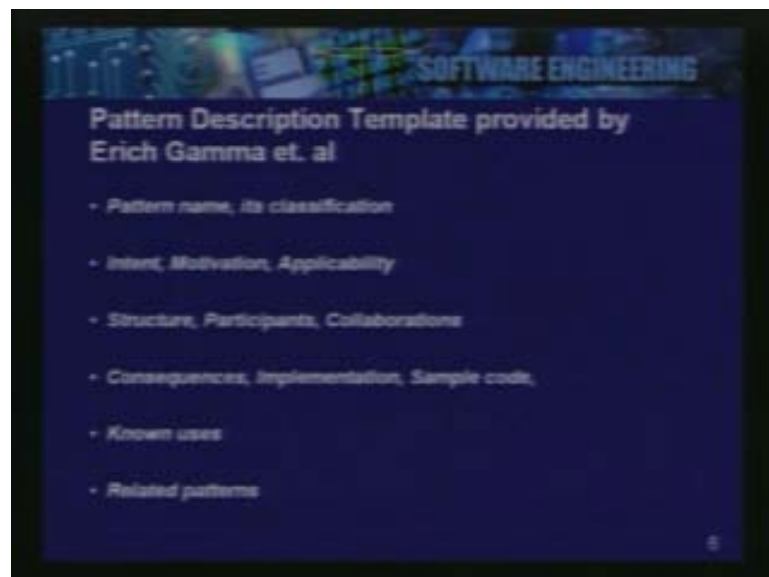 SOFTWARE ENGINEERING
Pattern Description Template provided by
Erich Gamma et. al
- Pattern name, its classification
- Intent, Motivation, Applicability
- Structure, Participants, Collaborations
- Consequences, Implementation, Sample code,
- Known uses
- Related patterns